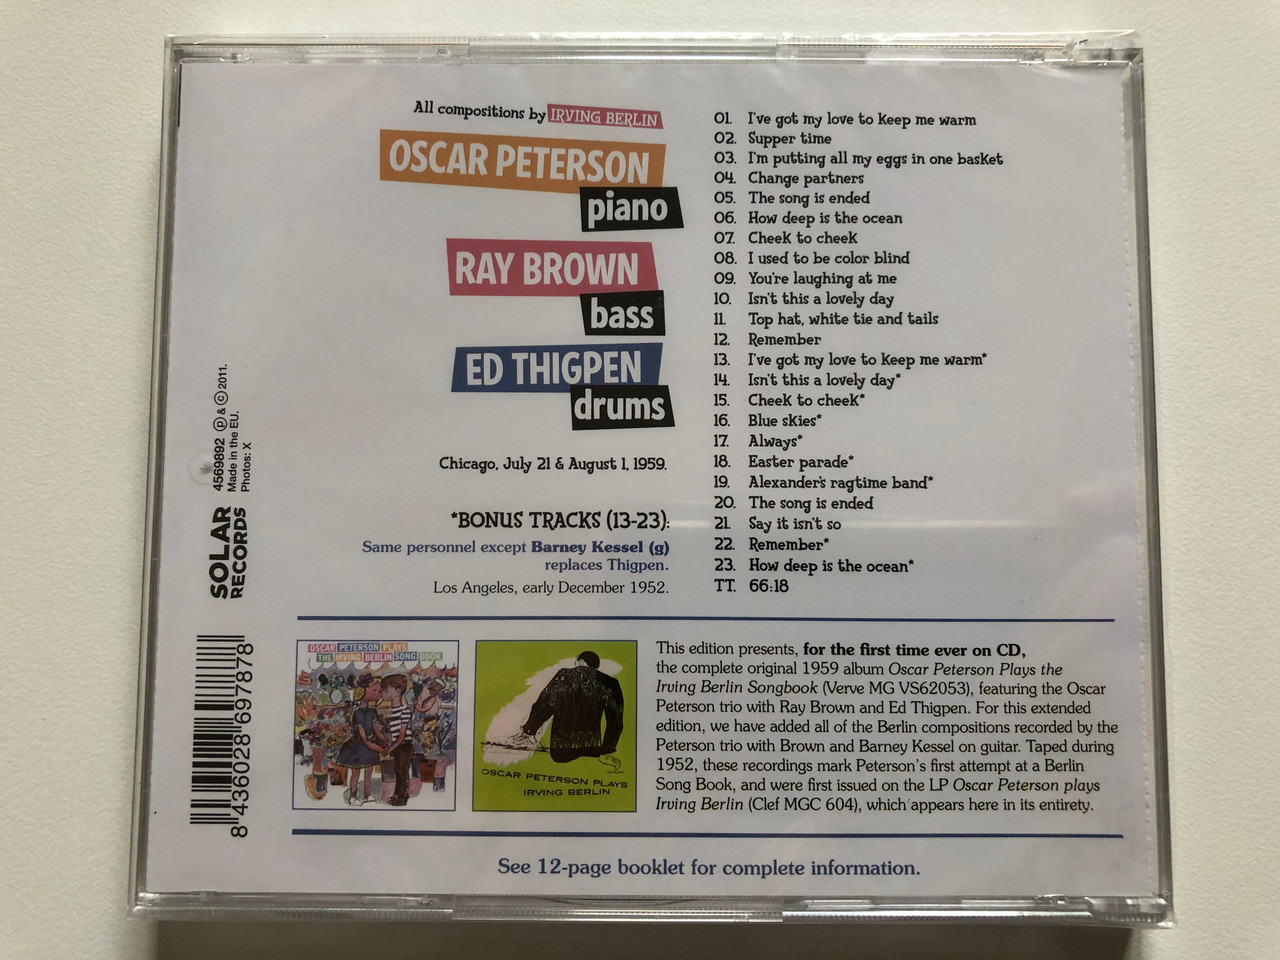 All compositions by IRVING BERLIN
OSCAR PETERSON
piano
RAY BROWN
bass
ED THIGPEN
drums
Chicago, July 21 & August 1, 1959.
*BONUS TRACKS (13-23):
Same personnel except Barney Kessel (g)
replaces Thigpen.
Los Angeles, early December 1952.
01. I've got my love to keep me warm
02. Supper time
03. I'm putting all my eggs in one basket
04. Change partners
05. The song is ended
06. How deep is the ocean
07. Cheek to cheek
08. I used to be color blind
09. You're laughing at me
10. Isn't this a lovely day
11. Top hat, white tie and tails
12. Remember
13. I've got my love to keep me warm*
14. Isn't this a lovely day*
15. Cheek to cheek*
16. Blue skies*
17. Always*
18. Easter parade*
19. Alexander's ragtime band*
20. The song is ended
21. Say it isn't so
22. Remember*
23. How deep is the ocean*
TT. 66:18
SOLAR
RECORDS
4569892 ℗ & © 2011.
Made in the EU.
Photos: X
8 436028 697878
OSCAR PETERSON PLAYS
THE IRVING BERLIN SONG BOOK
OSCAR PETERSON PLAYS
IRVING BERLIN
This edition presents, for the first time ever on CD,
the complete original 1959 album Oscar Peterson Plays the
Irving Berlin Songbook (Verve MG VS62053), featuring the Oscar
Peterson trio with Ray Brown and Ed Thigpen. For this extended
edition, we have added all of the Berlin compositions recorded by the
Peterson trio with Brown and Barney Kessel on guitar. Taped during
1952, these recordings mark Peterson's first attempt at a Berlin
Song Book, and were first issued on the LP Oscar Peterson plays
Irving Berlin (Clef MGC 604), which appears here in its entirety.
See 12-page booklet for complete information.